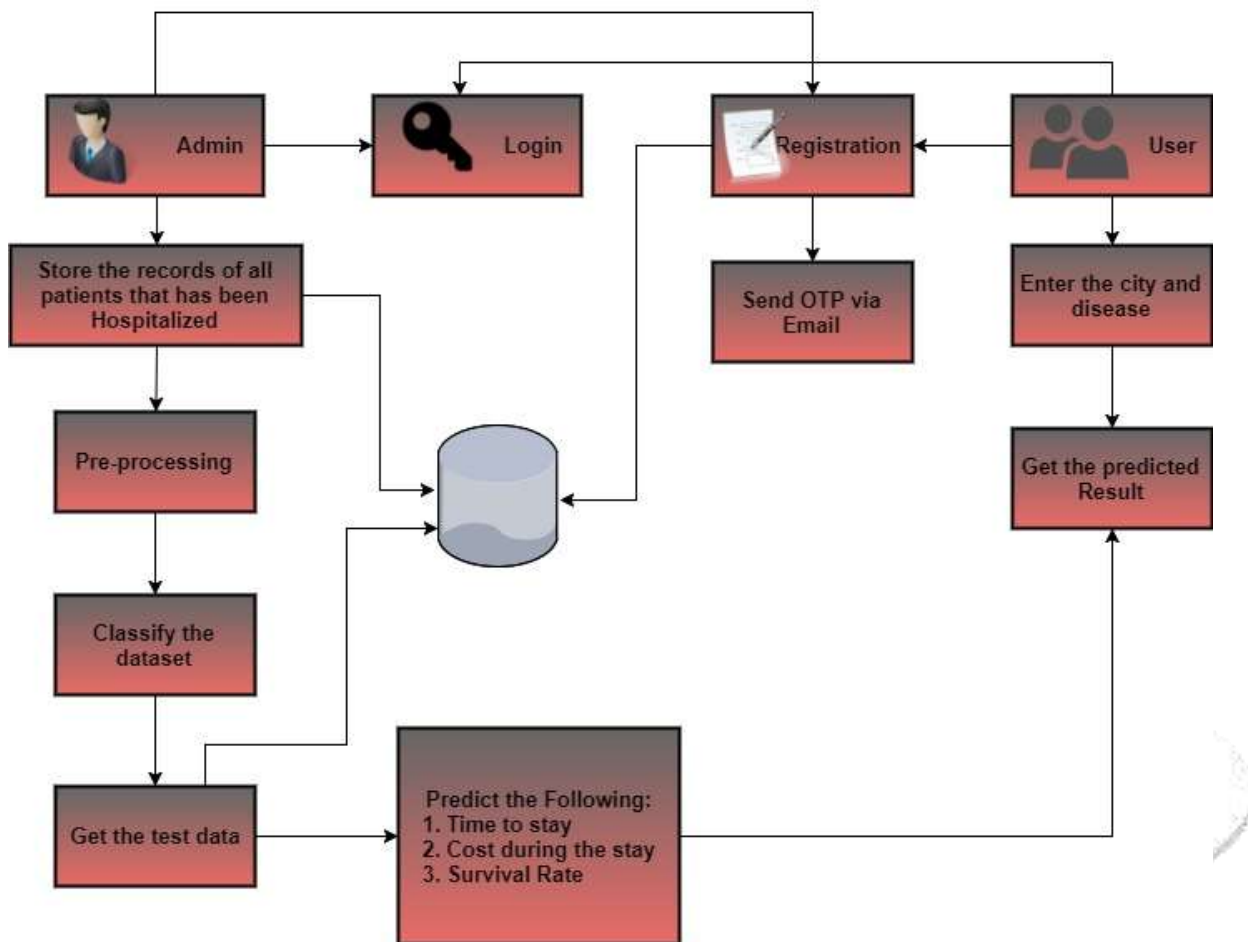 Admin
Login
Registration
User
Store the records of all
patients that has been
Hospitalized
Send OTP via
Email
Enter the city and
disease
Pre-processing
Get the predicted
Result
Classify the
dataset
Get the test data
Predict the Following:
1. Time to stay
2. Cost during the stay
3. Survival Rate